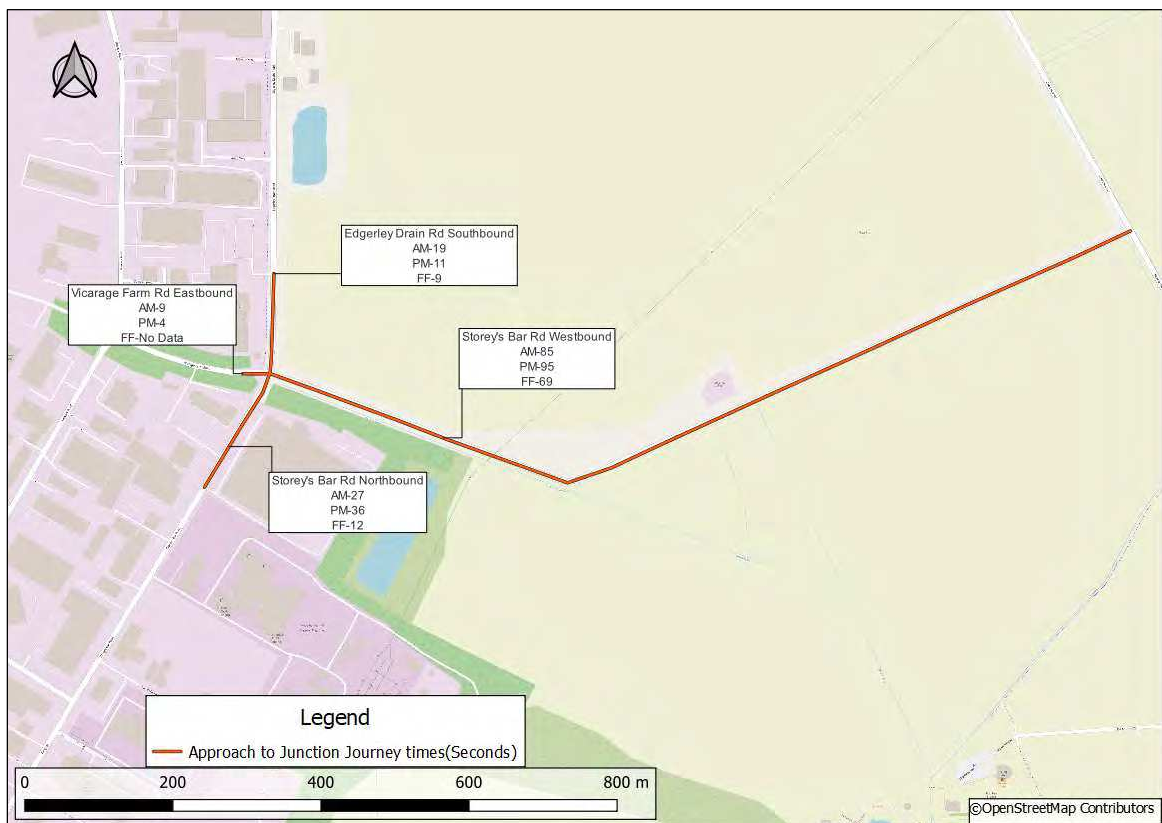 Edgerley Drain Rd Southbound
AM-19
PM-11
FF-9
Vicarage Farm Rd Eastbound
AM-9
PM-4
FF-No Data
Storey's Bar Rd Westbound
AM-85
PM-95
FF-69
Storey's Bar Rd Northbound
AM-27
PM-36
FF-12
Legend
Approach to Junction Journey times(Seconds)
0 200 400 600 800 m
©OpenStreetMap Contributors